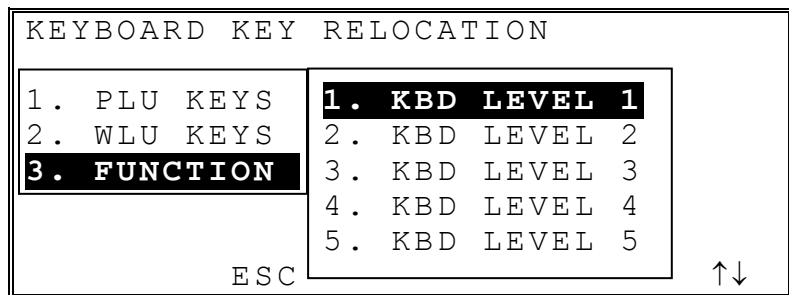 KEYBOARD KEY RELOCATION
1. PLU KEYS
2. WLU KEYS
3. FUNCTION
1. KBD LEVEL 1
2. KBD LEVEL 2
3. KBD LEVEL 3
4. KBD LEVEL 4
5. KBD LEVEL 5
ESC ↑↓